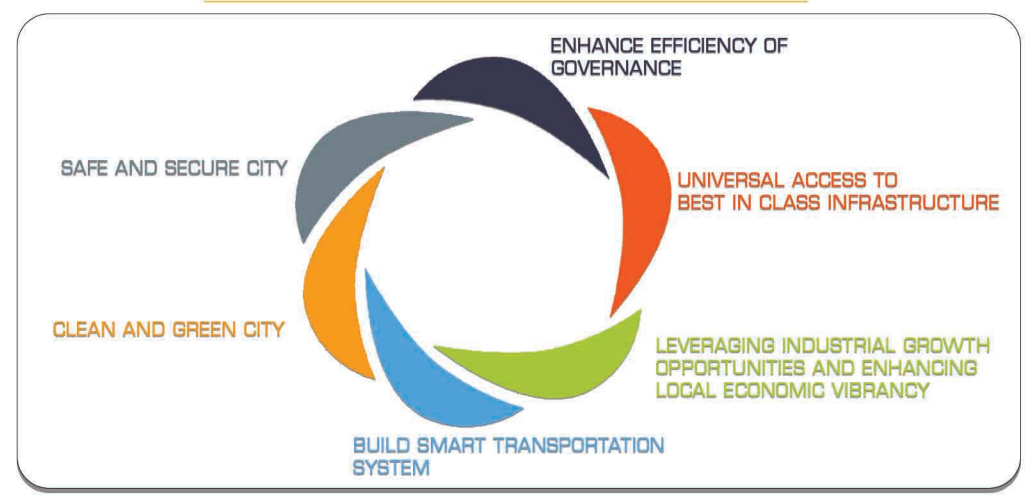 ENHANCE EFFICIENCY OF
GOVERNANCE
SAFE AND SECURE CITY
UNIVERSAL ACCESS TO
BEST IN CLASS INFRASTRUCTURE
CLEAN AND GREEN CITY
LEVERAGING INDUSTRIAL GROWTH
OPPORTUNITIES AND ENHANCING
LOCAL ECONOMIC VIBRANCY
BUILD SMART TRANSPORTATION
SYSTEM